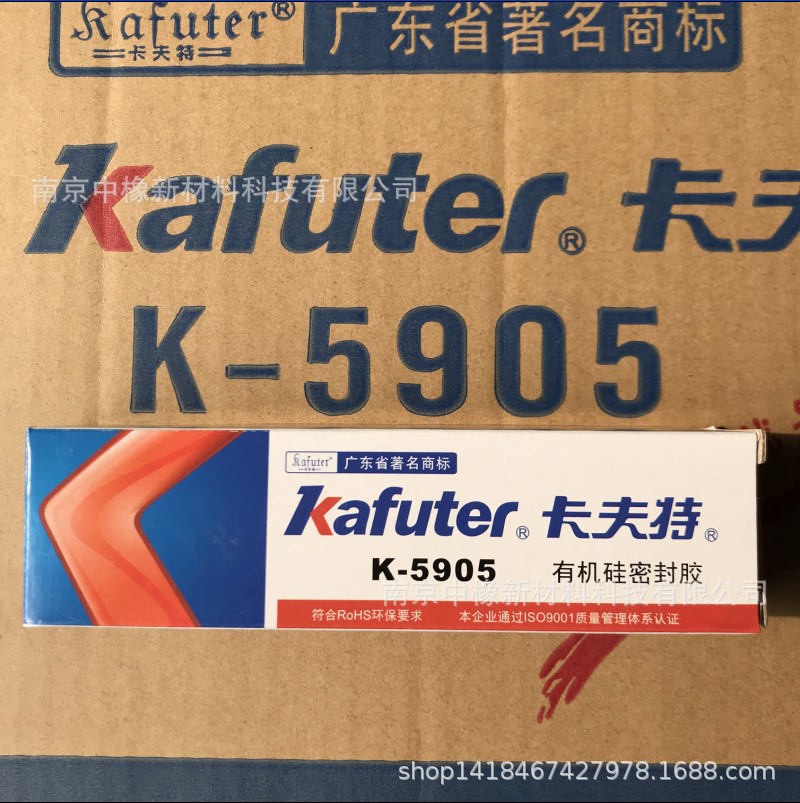 Kafuter® 广东省著名商标
卡夫特
Kafuter® 卡夫
南京中橡新材料科技有限公司
K-5905
Kafuter® 广东省著名商标
卡夫特
Kafuter® 卡夫特®
K-5905 有机硅密封胶
南京中橡新材料科技有限公司
符合RoHS环保要求 本企业通过ISO9001质量管理体系认证
shop1418467427978.1688.com